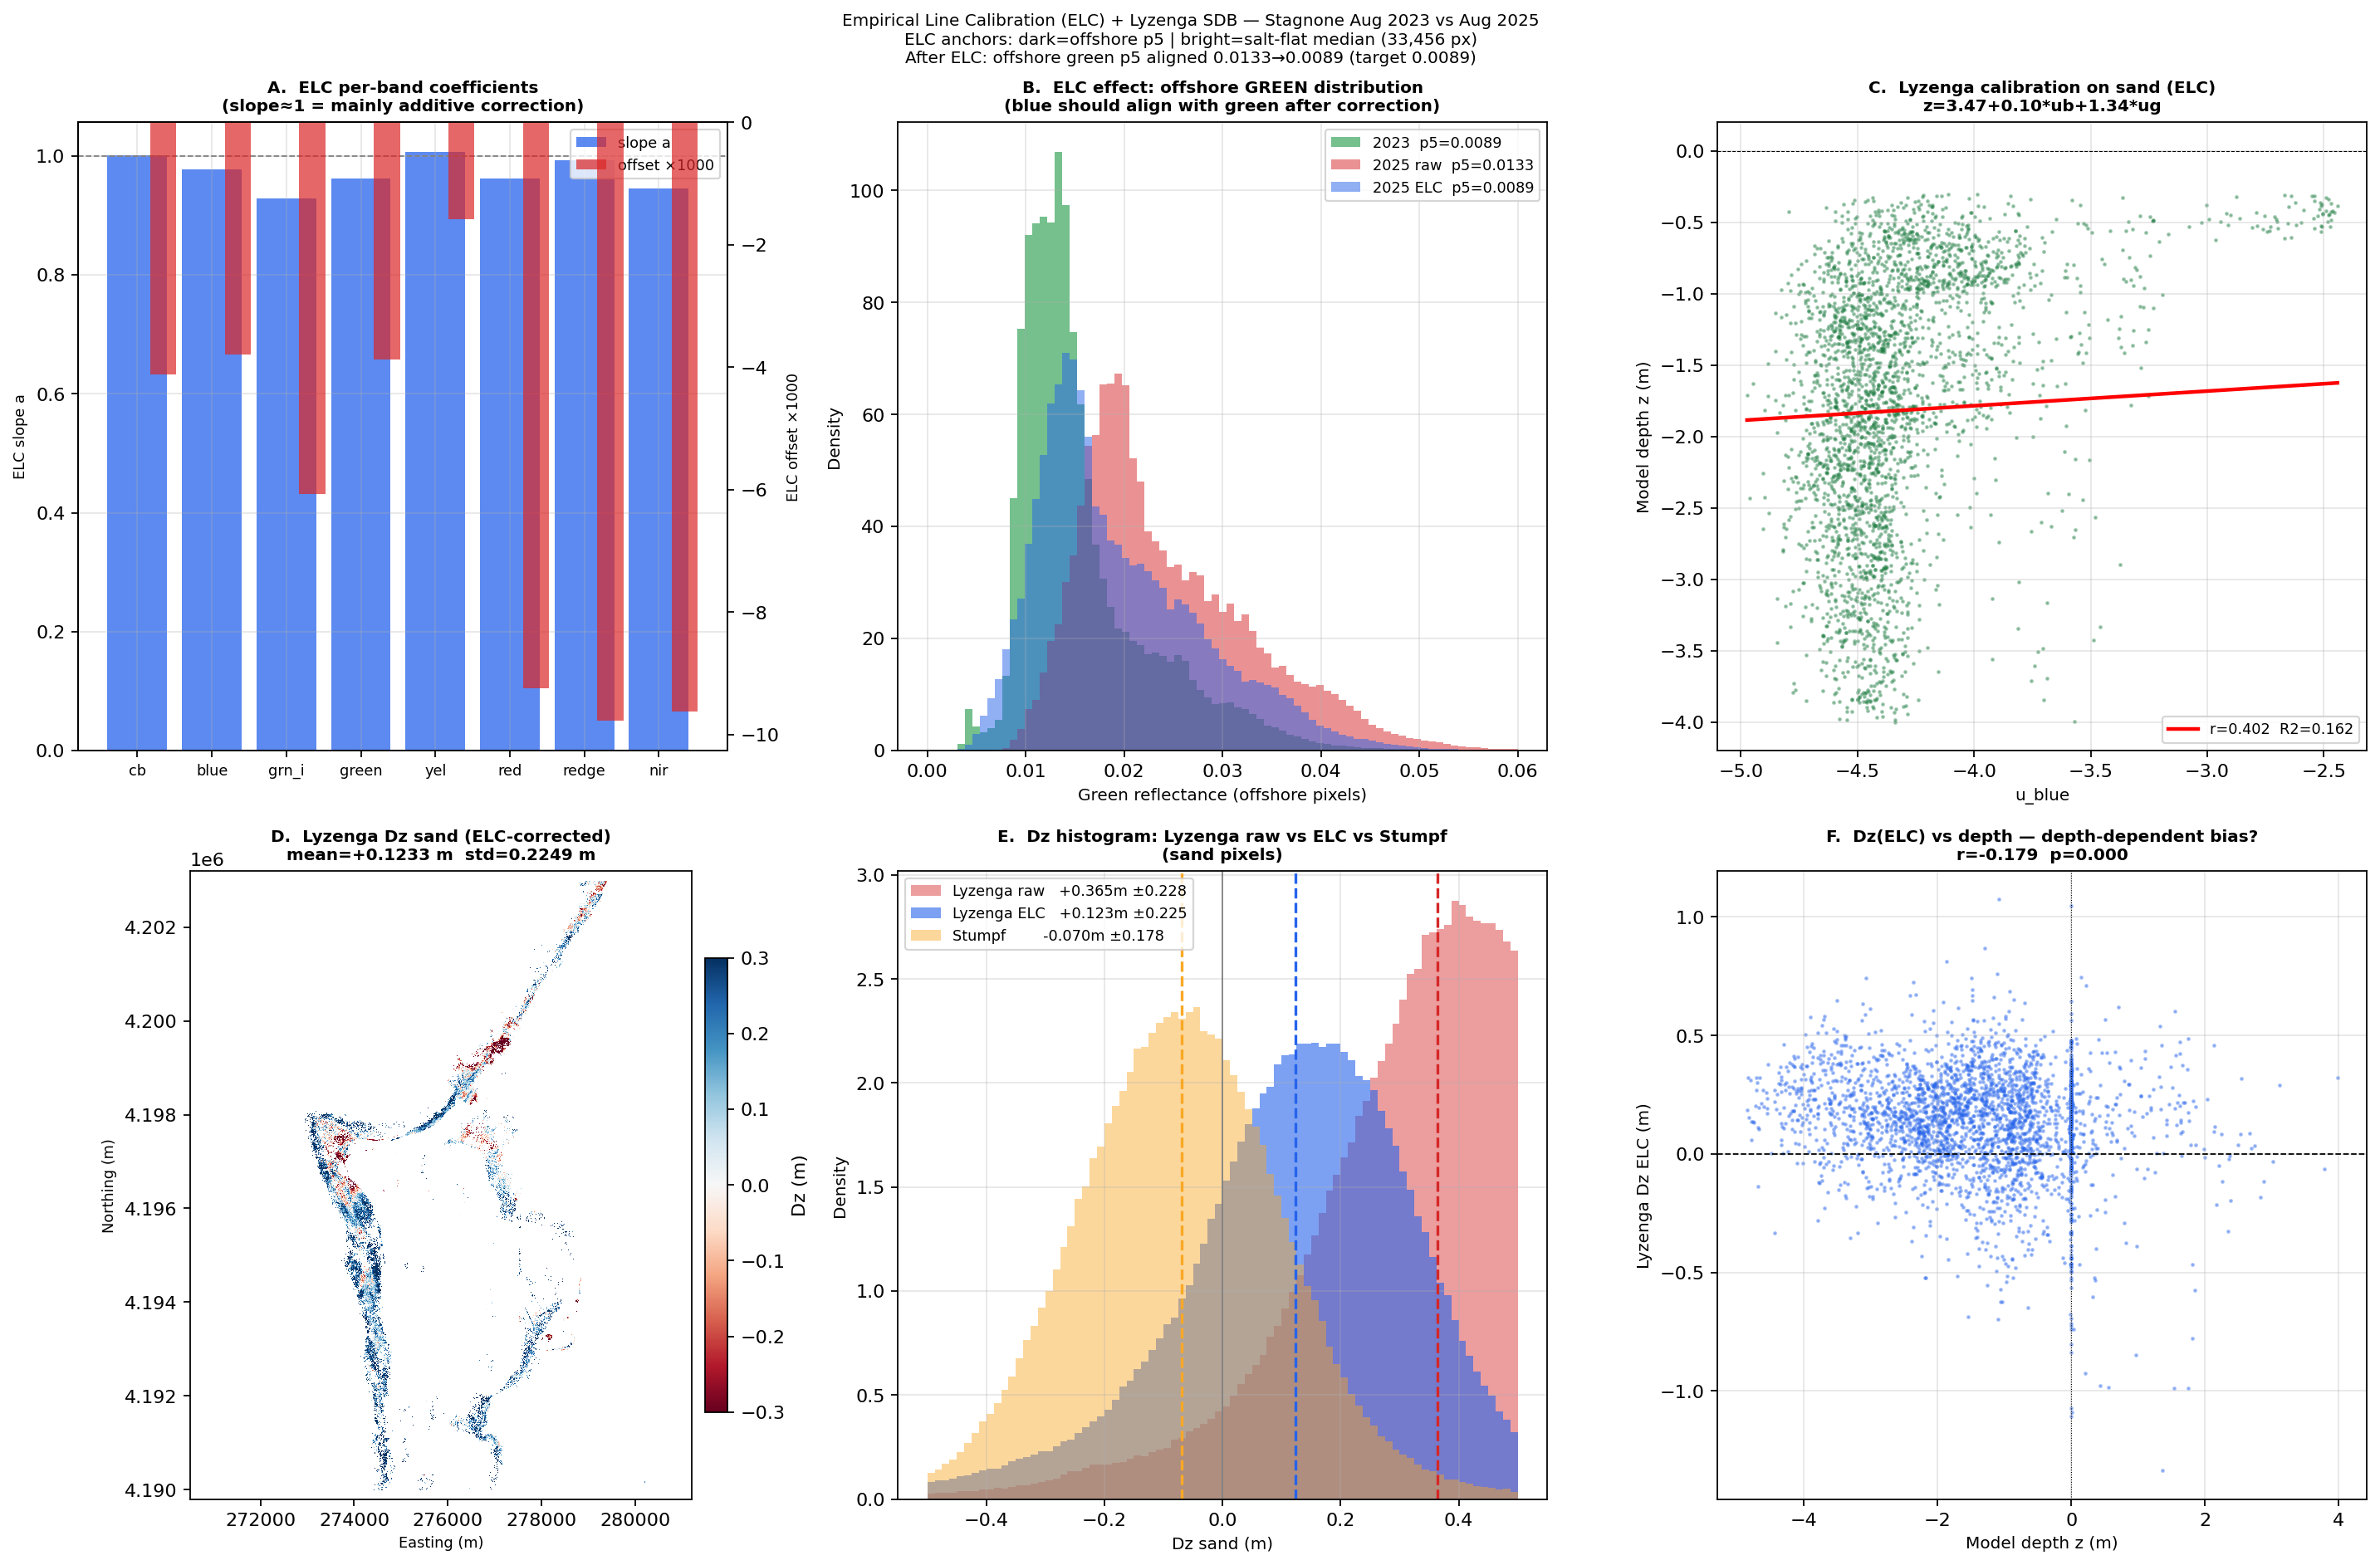 Empirical Line Calibration (ELC) + Lyzenga SDB — Stagnone Aug 2023 vs Aug 2025
ELC anchors: dark=offshore p5 | bright=salt-flat median (33,456 px)
After ELC: offshore green p5 aligned 0.0133→0.0089 (target 0.0089)
A.  ELC per-band coefficients
(slope≈1 = mainly additive correction)
slope a
offset ×1000
1.0
0.8
0.6
0.4
0.2
0.0
ELC slope a
0
−2
−4
−6
−8
−10
ELC offset ×1000
cb blue grn_i green yel red redge nir
B.  ELC effect: offshore GREEN distribution
(blue should align with green after correction)
2023  p5=0.0089
2025 raw  p5=0.0133
2025 ELC  p5=0.0089
100
80
60
40
20
0
Density
0.00 0.01 0.02 0.03 0.04 0.05 0.06
Green reflectance (offshore pixels)
C.  Lyzenga calibration on sand (ELC)
z=3.47+0.10*ub+1.34*ug
0.0
−0.5
−1.0
−1.5
−2.0
−2.5
−3.0
−3.5
−4.0
Model depth z (m)
r=0.402  R2=0.162
−5.0 −4.5 −4.0 −3.5 −3.0 −2.5
u_blue
D.  Lyzenga Dz sand (ELC-corrected)
mean=+0.1233 m  std=0.2249 m
1e6
4.202
4.200
4.198
4.196
4.194
4.192
4.190
Northing (m)
272000 274000 276000 278000 280000
Easting (m)
0.3
0.2
0.1
0.0
−0.1
−0.2
−0.3
Dz (m)
E.  Dz histogram: Lyzenga raw vs ELC vs Stumpf
(sand pixels)
Lyzenga raw   +0.365m ±0.228
Lyzenga ELC   +0.123m ±0.225
Stumpf        -0.070m ±0.178
3.0
2.5
2.0
1.5
1.0
0.5
0.0
Density
−0.4 −0.2 0.0 0.2 0.4
Dz sand (m)
F.  Dz(ELC) vs depth — depth-dependent bias?
r=-0.179  p=0.000
1.0
0.5
0.0
−0.5
−1.0
Lyzenga Dz ELC (m)
−4 −2 0 2 4
Model depth z (m)